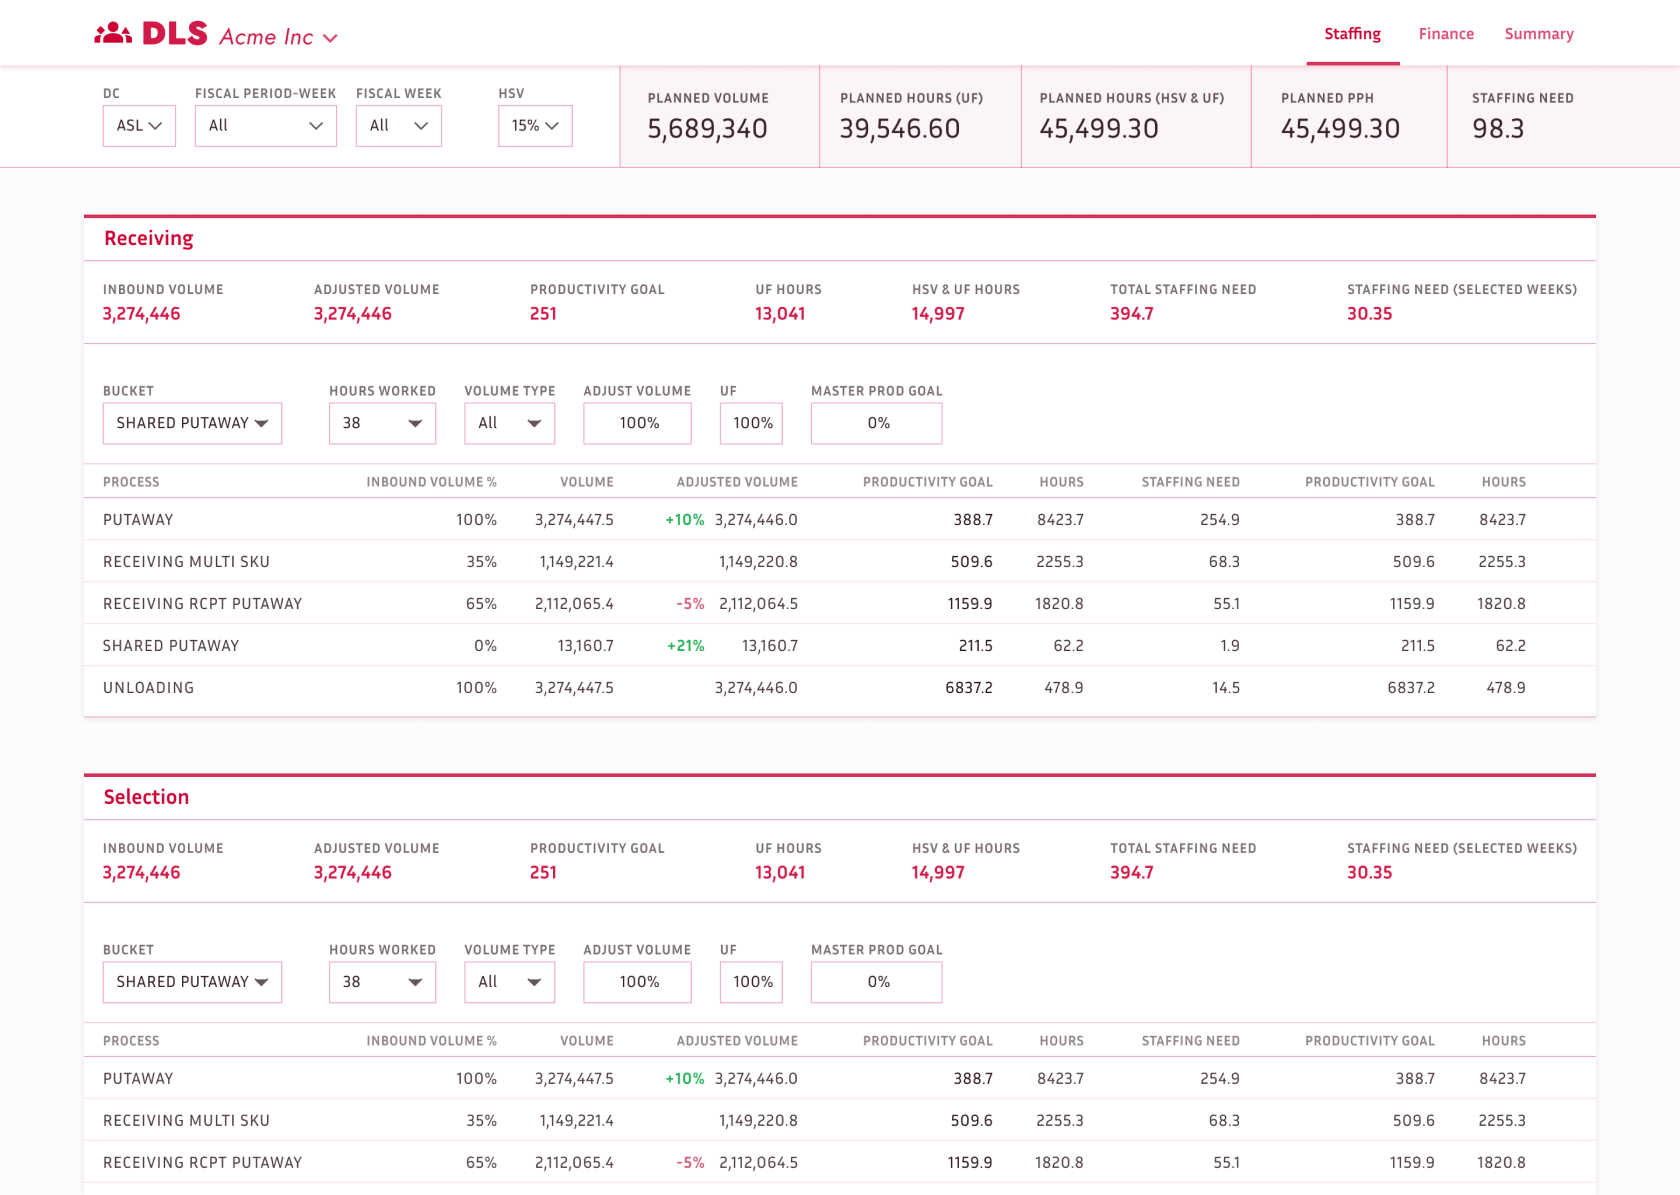 DLS Acme Inc
Staffing Finance Summary
DC FISCAL PERIOD-WEEK FISCAL WEEK HSV
ASL All All 15%
PLANNED VOLUME PLANNED HOURS (UF) PLANNED HOURS (HSV & UF) PLANNED PPH STAFFING NEED
5,689,340 39,546.60 45,499.30 45,499.30 98.3
Receiving
INBOUND VOLUME ADJUSTED VOLUME PRODUCTIVITY GOAL UF HOURS HSV & UF HOURS TOTAL STAFFING NEED STAFFING NEED (SELECTED WEEKS)
3,274,446 3,274,446 251 13,041 14,997 394.7 30.35
BUCKET HOURS WORKED VOLUME TYPE ADJUST VOLUME UF MASTER PROD GOAL
SHARED PUTAWAY 38 All 100% 100% 0%
PROCESS INBOUND VOLUME % VOLUME ADJUSTED VOLUME PRODUCTIVITY GOAL HOURS STAFFING NEED PRODUCTIVITY GOAL HOURS
PUTAWAY 100% 3,274,447.5 +10% 3,274,446.0 388.7 8423.7 254.9 388.7 8423.7
RECEIVING MULTI SKU 35% 1,149,221.4 1,149,220.8 509.6 2255.3 68.3 509.6 2255.3
RECEIVING RCPT PUTAWAY 65% 2,112,065.4 -5% 2,112,064.5 1159.9 1820.8 55.1 1159.9 1820.8
SHARED PUTAWAY 0% 13,160.7 +21% 13,160.7 211.5 62.2 1.9 211.5 62.2
UNLOADING 100% 3,274,447.5 3,274,446.0 6837.2 478.9 14.5 6837.2 478.9
Selection
INBOUND VOLUME ADJUSTED VOLUME PRODUCTIVITY GOAL UF HOURS HSV & UF HOURS TOTAL STAFFING NEED STAFFING NEED (SELECTED WEEKS)
3,274,446 3,274,446 251 13,041 14,997 394.7 30.35
BUCKET HOURS WORKED VOLUME TYPE ADJUST VOLUME UF MASTER PROD GOAL
SHARED PUTAWAY 38 All 100% 100% 0%
PROCESS INBOUND VOLUME % VOLUME ADJUSTED VOLUME PRODUCTIVITY GOAL HOURS STAFFING NEED PRODUCTIVITY GOAL HOURS
PUTAWAY 100% 3,274,447.5 +10% 3,274,446.0 388.7 8423.7 254.9 388.7 8423.7
RECEIVING MULTI SKU 35% 1,149,221.4 1,149,220.8 509.6 2255.3 68.3 509.6 2255.3
RECEIVING RCPT PUTAWAY 65% 2,112,065.4 -5% 2,112,064.5 1159.9 1820.8 55.1 1159.9 1820.8